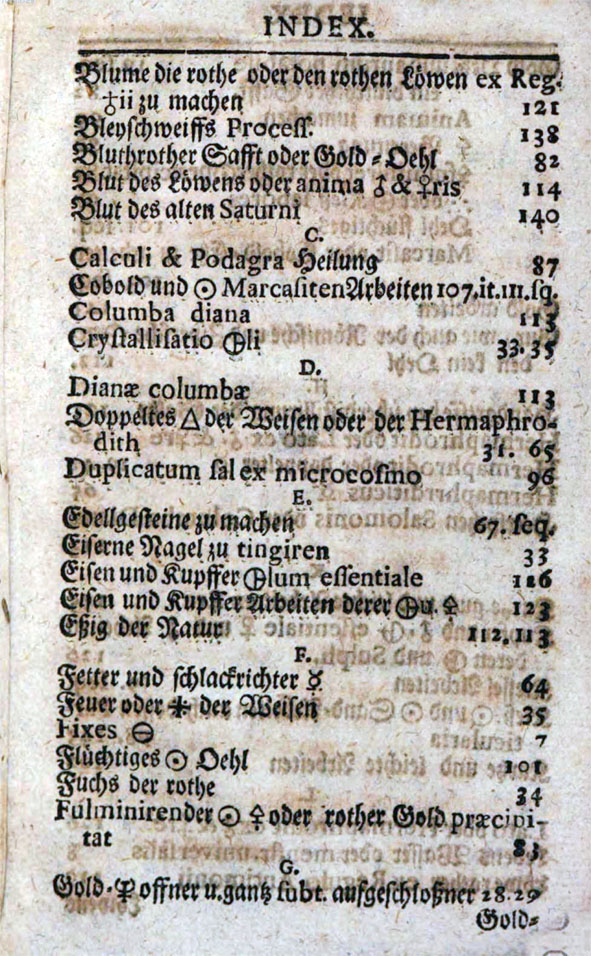 INDEX.
Blume die rothe oder den rothen Löwen ex Reg.
♁ii zu machen 121
Bleyschweiffs Process. 138
Bluthrother Safft oder Gold-Oehl 82
Blut des Löwens oder anima ♂ & ♀ris 114
Blut des alten Saturni 140
C.
Calculi & Podagra Heilung 87
Cobold und ☉ Marcasiten Arbeiten 107. it. 111. sq.
Columba diana 113
Crystallisatio 🜕li 33. 35
D.
Dianæ columbæ 113
Doppeltes △ der Weisen oder der Hermaphro-
dith 31. 65
Duplicatum sal ex microcosmo 96
E.
Edellgesteine zu machen 67. seq.
Eiserne Nagel zu tingiren 33
Eisen und Kupffer 🜕lum essentiale 126
Eisen und Kupffer Arbeiten derer 🜕 u. 🜍 123
Eßig der Natur 112. 113
F.
Fetter und schlackrichter ☿ 64
Feuer oder ✶ der Weisen 35
Fixes 🜔 7
Flüchtiges ☉ Oehl 101
Fuchs der rothe 34
Fulminirender ☉ 🜍 oder rother Gold præcipi-
tat 83
G.
Gold-🜍 offner u. gantz subt. aufgeschloßner 28. 29
Gold-